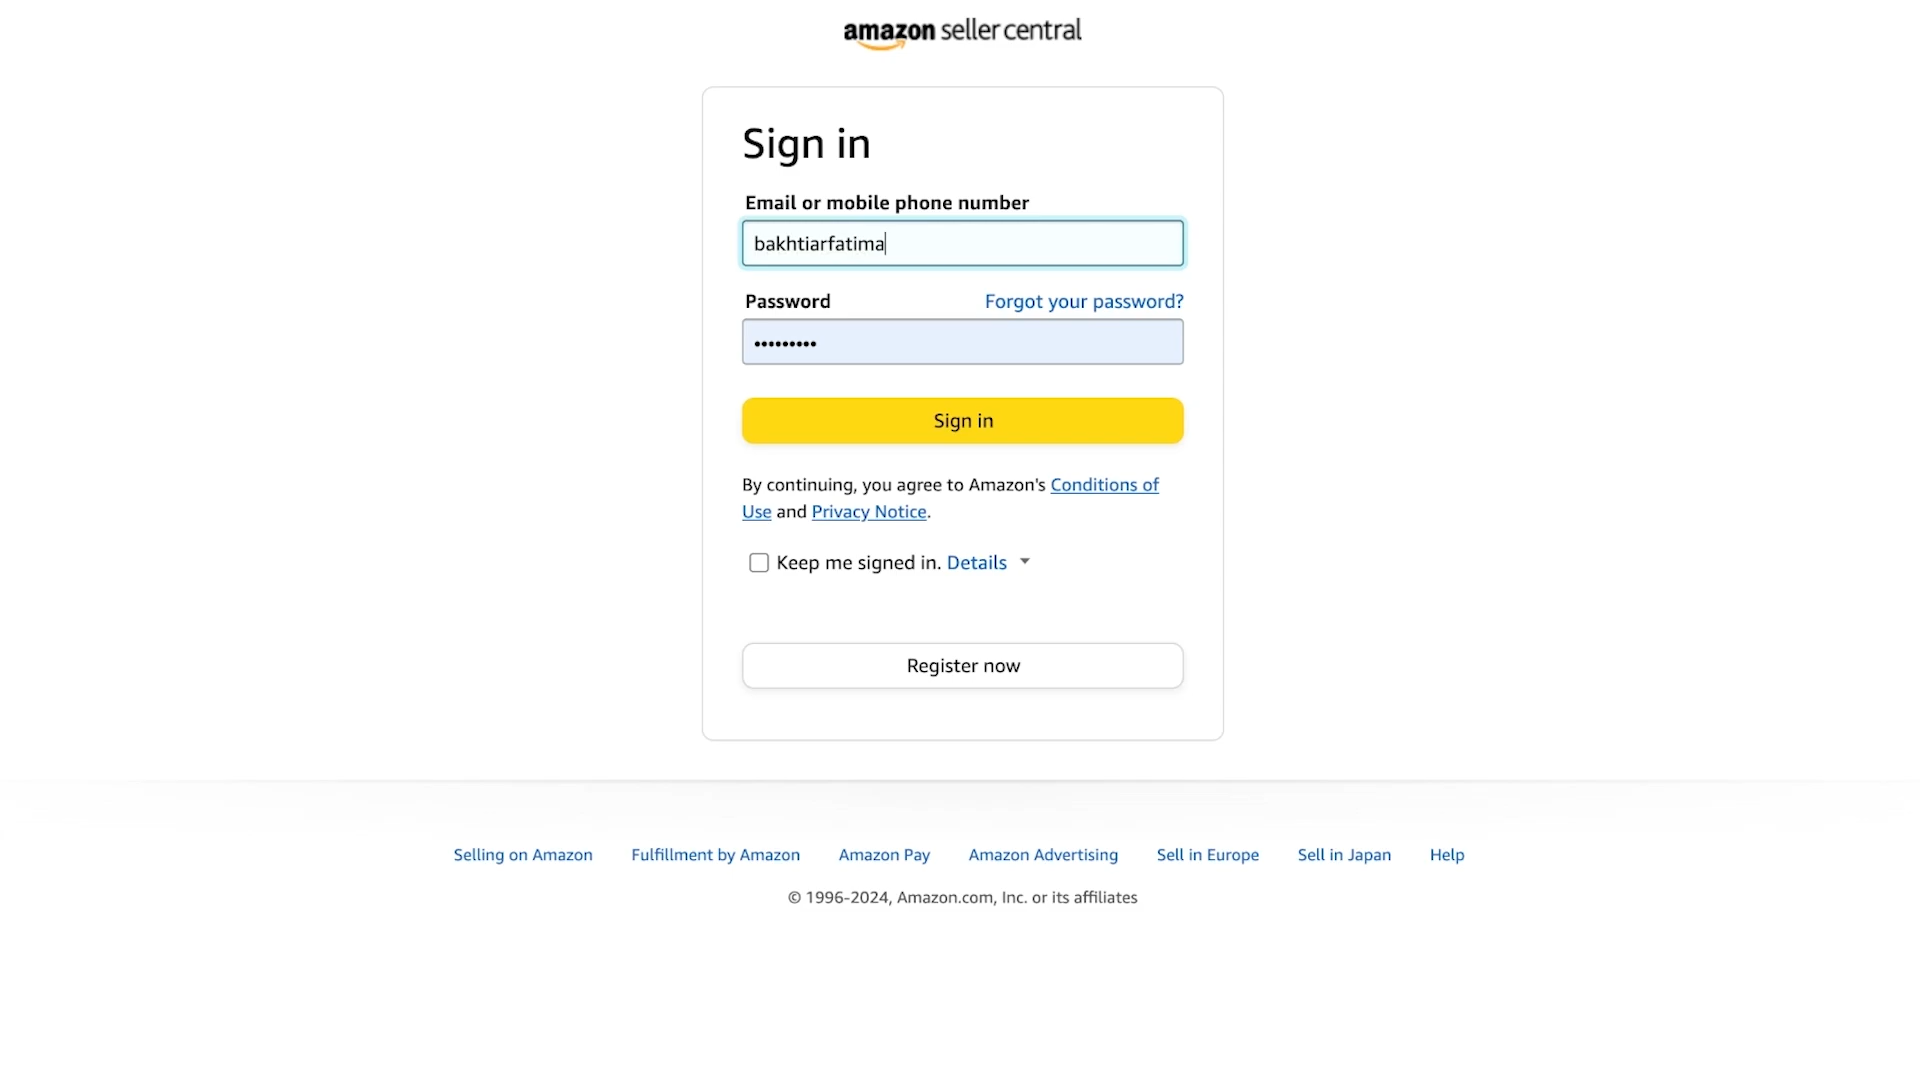 amazon seller central
Sign in
Email or mobile phone number
bakhtiarfatima
Password Forgot your password?
•••••••••
Sign in
By continuing, you agree to Amazon's Conditions of
Use and Privacy Notice.
Keep me signed in. Details
Register now
Selling on Amazon Fulfillment by Amazon Amazon Pay Amazon Advertising Sell in Europe Sell in Japan Help
© 1996-2024, Amazon.com, Inc. or its affiliates